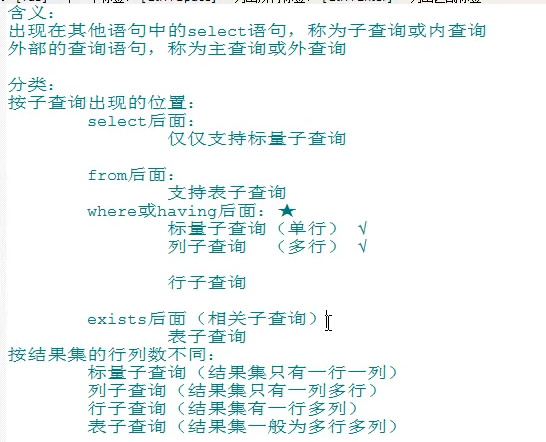 含义：
出现在其他语句中的select语句，称为子查询或内查询
外部的查询语句，称为主查询或外查询
分类：
按子查询出现的位置：
select后面：
仅仅支持标量子查询
from后面：
支持表子查询
where或having后面：★
标量子查询（单行） √
列子查询 （多行） √
行子查询
exists后面（相关子查询）
表子查询
按结果集的行列数不同：
标量子查询（结果集只有一行一列）
列子查询（结果集只有一列多行）
行子查询（结果集有一行多列）
表子查询（结果集一般为多行多列）